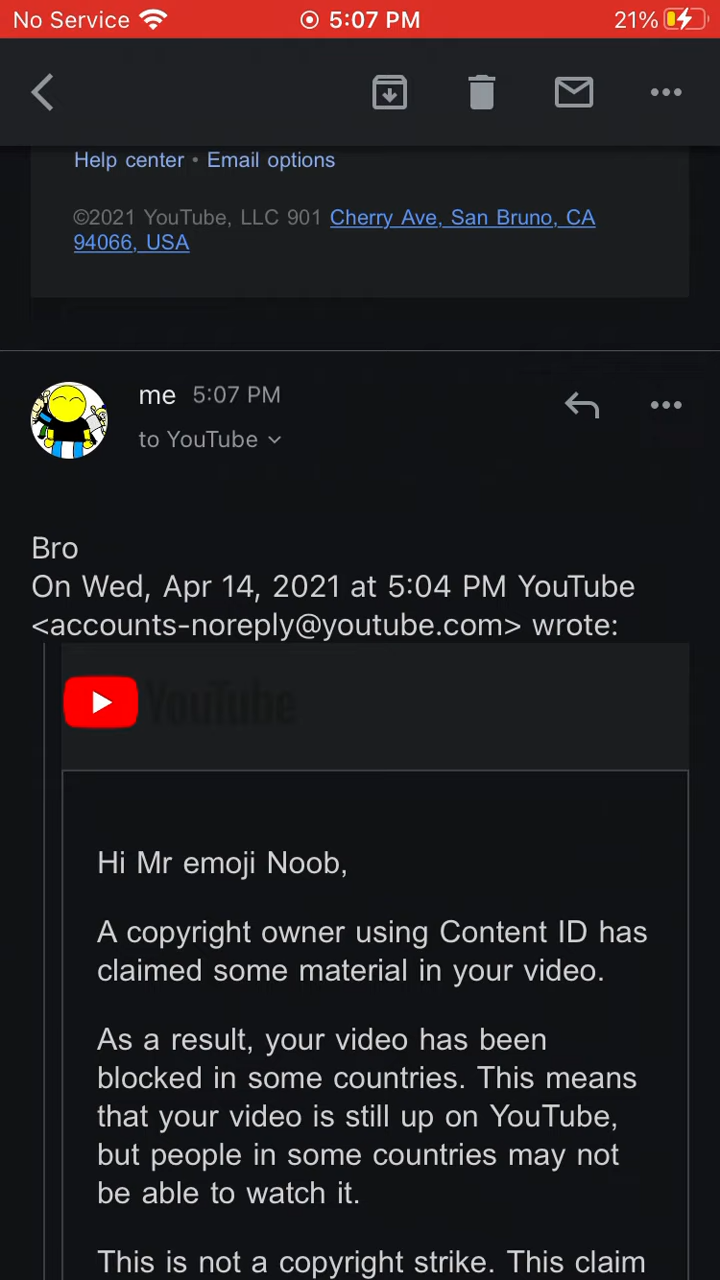 No Service 5:07 PM 21%
Help center • Email options
©2021 YouTube, LLC 901 Cherry Ave, San Bruno, CA
94066, USA
me 5:07 PM
to YouTube
Bro
On Wed, Apr 14, 2021 at 5:04 PM YouTube
<accounts-noreply@youtube.com> wrote:
YouTube
Hi Mr emoji Noob,
A copyright owner using Content ID has
claimed some material in your video.
As a result, your video has been
blocked in some countries. This means
that your video is still up on YouTube,
but people in some countries may not
be able to watch it.
This is not a copyright strike. This claim